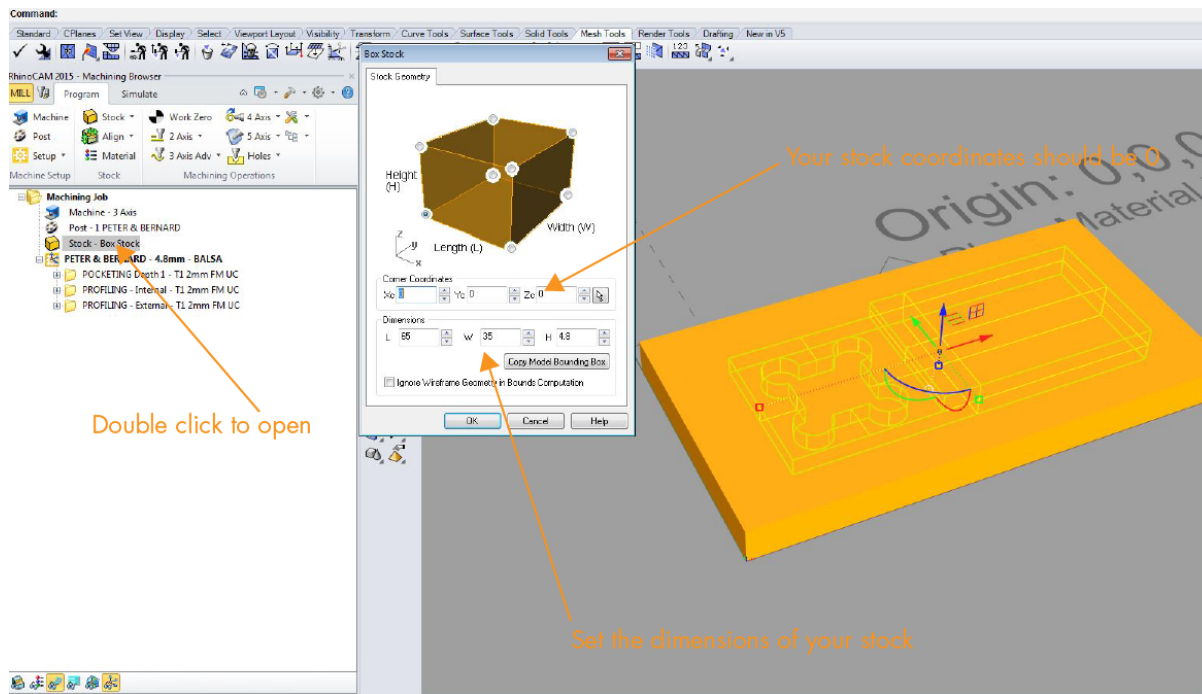 Command:
Standard CPlanes Set View Display Select Viewport Layout Visibility Transform Curve Tools Surface Tools Solid Tools Mesh Tools Render Tools Drafting New in V5
RhinoCAM 2015 - Machining Browser
MILL Program Simulate
Machine Stock Work Zero 4 Axis
Post Align 2 Axis 5 Axis
Setup Material 3 Axis Adv Holes
Machine Setup Stock Machining Operations
Machining Job
Machine - 3 Axis
Post - 1 PETER & BERNARD
Stock - Box Stock
PETER & BERNARD - 4.8mm - BALSA
POCKETING Depth 1 - T1 2mm FM UC
PROFILING - Internal - T1 2mm FM UC
PROFILING - External - T1 2mm FM UC
Double click to open
Box Stock
Stock Geometry
Height
(H)
Width (W)
Length (L)
z
y
x
Corner Coordinates
Xc 0 Yc 0 Zc 0
Dimensions
L 65 W 35 H 4.8
Copy Model Bounding Box
Ignore Wireframe Geometry in Bounds Computation
OK Cancel Help
Your stock coordinates should be 0
Origin: 0,0,0
Material
Set the dimensions of your stock